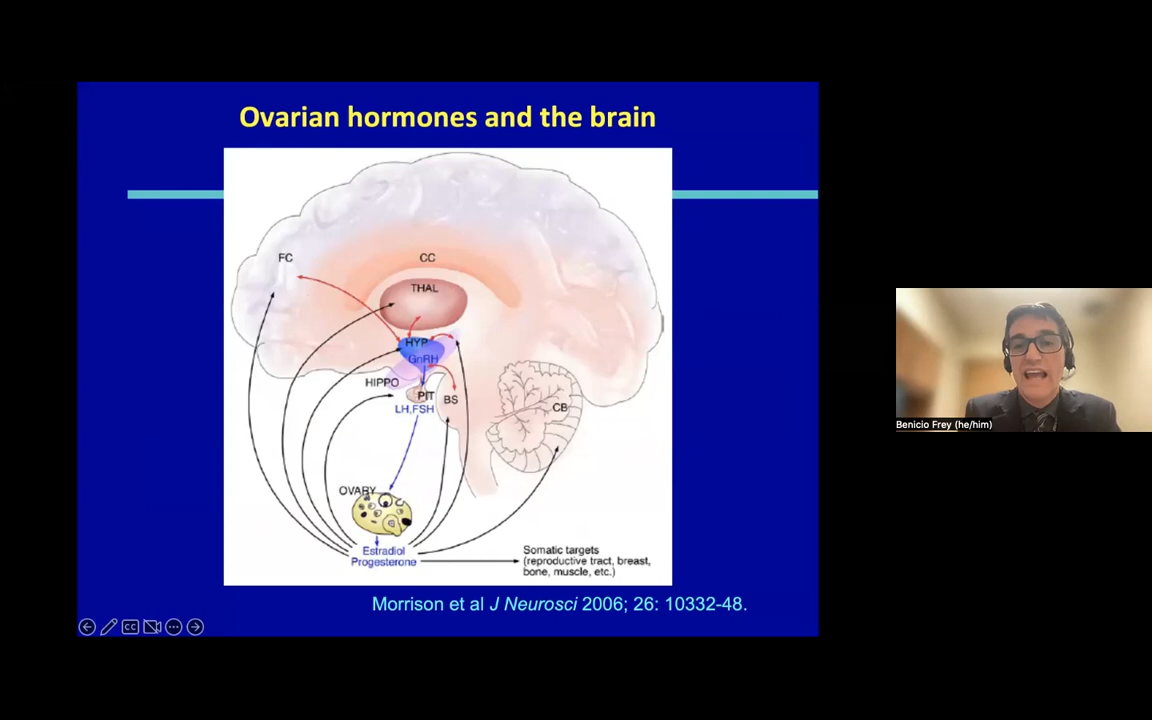 Ovarian hormones and the brain
FC
CC
THAL
HYP
GnRH
HIPPO
PIT
BS
LH,FSH
CB
OVARY
Estradiol
Progesterone
Somatic targets
(reproductive tract, breast,
bone, muscle, etc.)
Morrison et al J Neurosci 2006; 26: 10332-48.
CC
Benicio Frey (he/him)